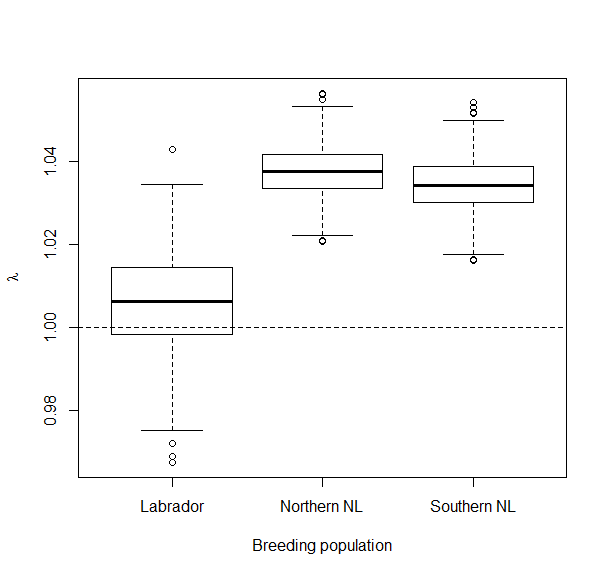 λ
1.04
1.02
1.00
0.98
Labrador Northern NL Southern NL
Breeding population